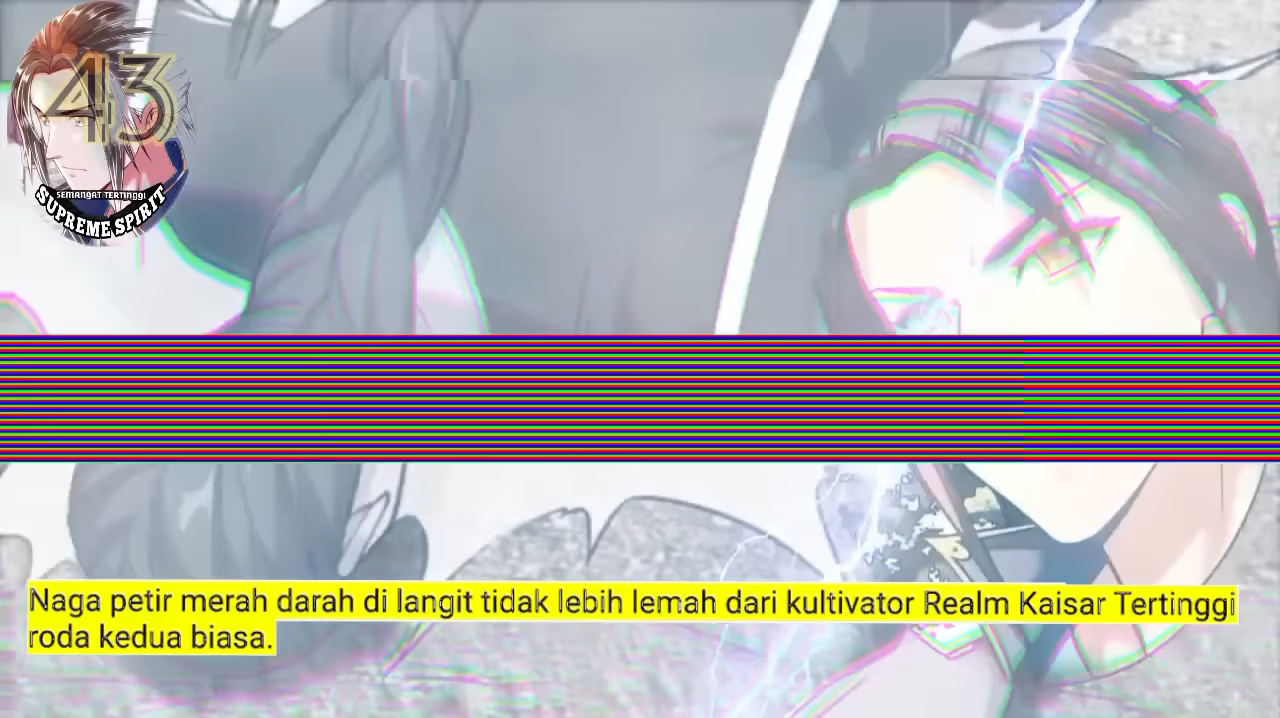 43
SEMANGAT TERTINGGI
SUPREME SPIRIT
Naga petir merah darah di langit tidak lebih lemah dari kultivator Realm Kaisar Tertinggi
roda kedua biasa.